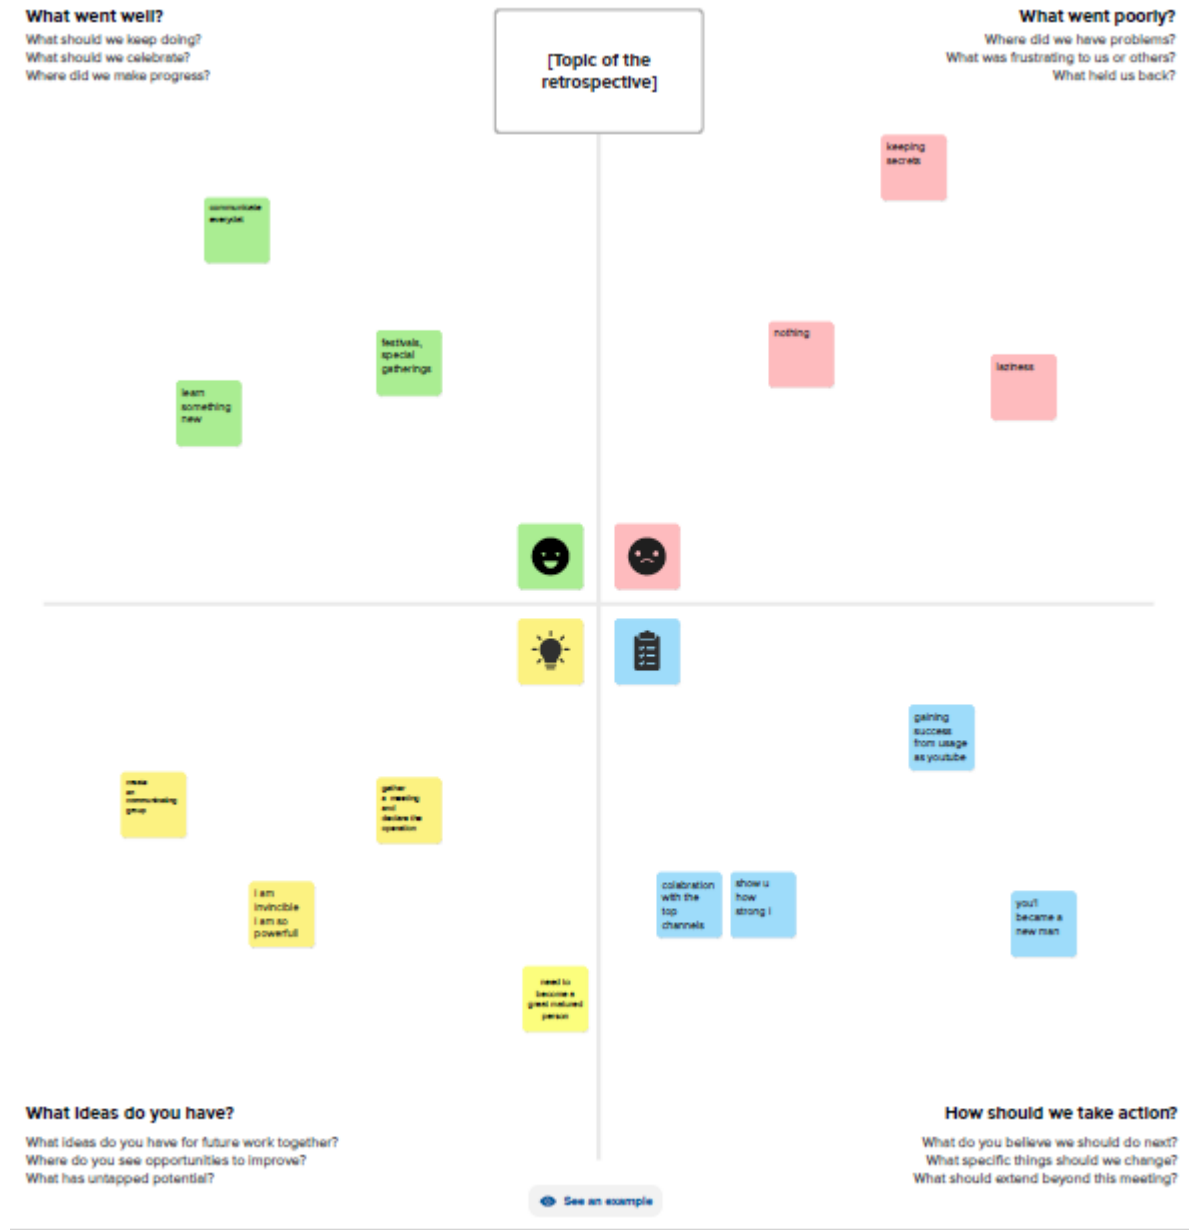 What went well?
What should we keep doing?
What should we celebrate?
Where did we make progress?
[Topic of the
retrospective]
What went poorly?
Where did we have problems?
What was frustrating to us or others?
What held us back?
communicate
everydat
festivals,
special
gatherings
learn
something
new
keeping
secrets
nothing
laziness
create
an
communicating
group
gather
a meeting
and
declare the
operation
I am
invincible
I am so
powerfull
need to
become a
great matured
person
gaining
success
from usage
as youtube
colabration
with the
top
channels
show u
how
strong I
you'l
became a
new man
What ideas do you have?
What ideas do you have for future work together?
Where do you see opportunities to improve?
What has untapped potential?
How should we take action?
What do you believe we should do next?
What specific things should we change?
What should extend beyond this meeting?
See an example